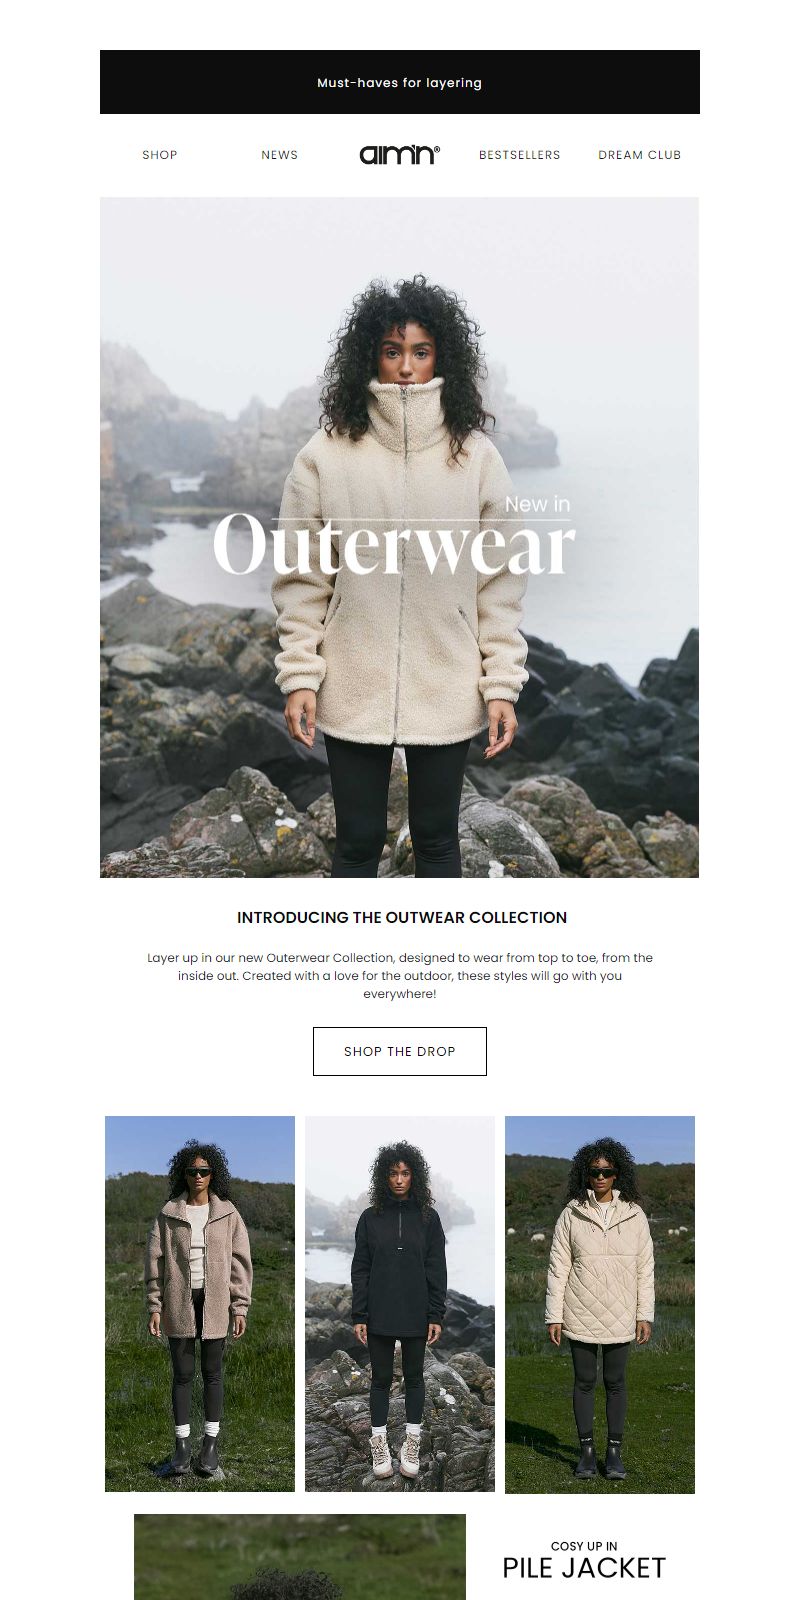 Must-haves for layering
SHOP
NEWS
aim'n®
BESTSELLERS
DREAM CLUB
New in
Outerwear
INTRODUCING THE OUTWEAR COLLECTION
Layer up in our new Outerwear Collection, designed to wear from top to toe, from the
inside out. Created with a love for the outdoor, these styles will go with you
everywhere!
SHOP THE DROP
COSY UP IN
PILE JACKET